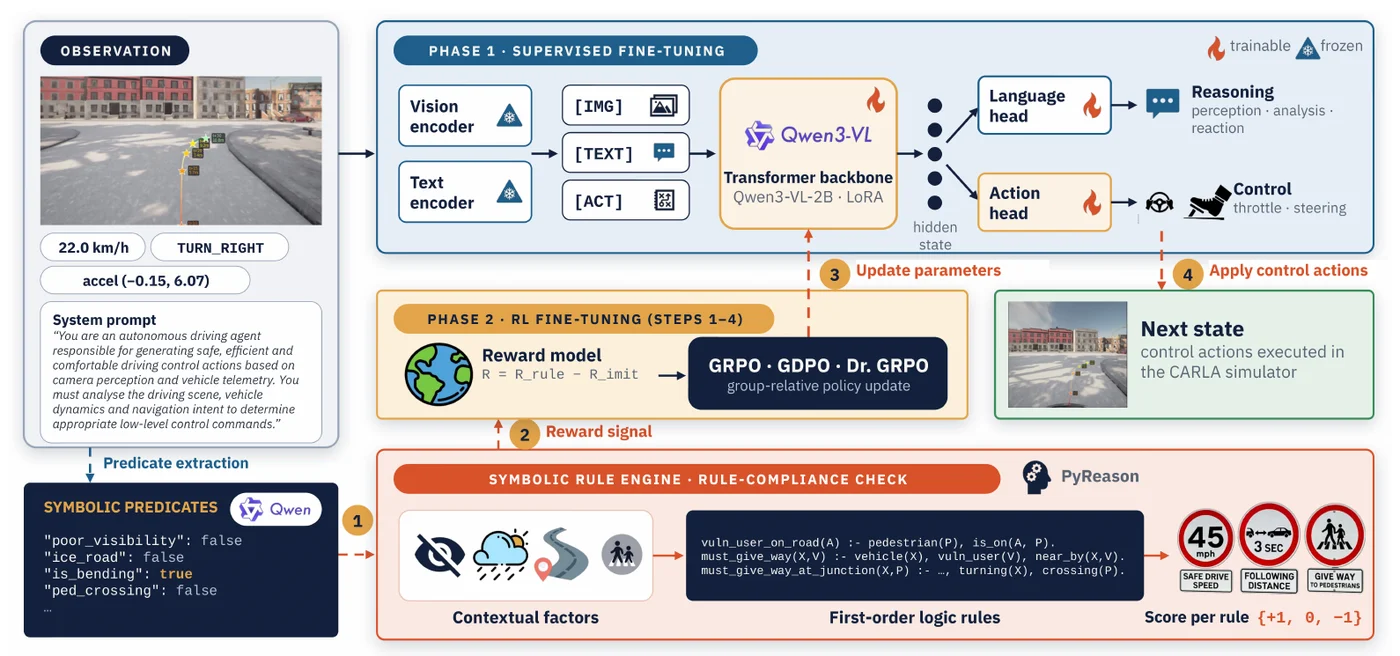 OBSERVATION
22.0 km/h
TURN_RIGHT
accel (−0.15, 6.07)
System prompt
“You are an autonomous driving agent
responsible for generating safe, efficient and
comfortable driving control actions based on
camera perception and vehicle telemetry. You
must analyse the driving scene, vehicle
dynamics and navigation intent to determine
appropriate low-level control commands.”
Predicate extraction
SYMBOLIC PREDICATES
Qwen
"poor_visibility": false
"ice_road": false
"is_bending": true
"ped_crossing": false
…
1
PHASE 1 · SUPERVISED FINE-TUNING
trainable
frozen
Vision
encoder
Text
encoder
[IMG]
[TEXT]
[ACT]
Qwen3-VL
Transformer backbone
Qwen3-VL-2B · LoRA
hidden
state
Language
head
Action
head
Reasoning
perception · analysis ·
reaction
Control
throttle · steering
3
Update parameters
4
Apply control actions
PHASE 2 · RL FINE-TUNING (STEPS 1–4)
Reward model
R = R_rule − R_imit
GRPO · GDPO · Dr. GRPO
group-relative policy update
Next state
control actions executed in
the CARLA simulator
2
Reward signal
SYMBOLIC RULE ENGINE · RULE-COMPLIANCE CHECK
PyReason
Contextual factors
vuln_user_on_road(A) :- pedestrian(P), is_on(A, P).
must_give_way(X,V) :- vehicle(X), vuln_user(V), near_by(X,V).
must_give_way_at_junction(X,P) :- …, turning(X), crossing(P).
First-order logic rules
45
mph
SAFE DRIVE
SPEED
3 SEC
FOLLOWING
DISTANCE
GIVE WAY
TO PEDESTRIANS
Score per rule {+1, 0, −1}